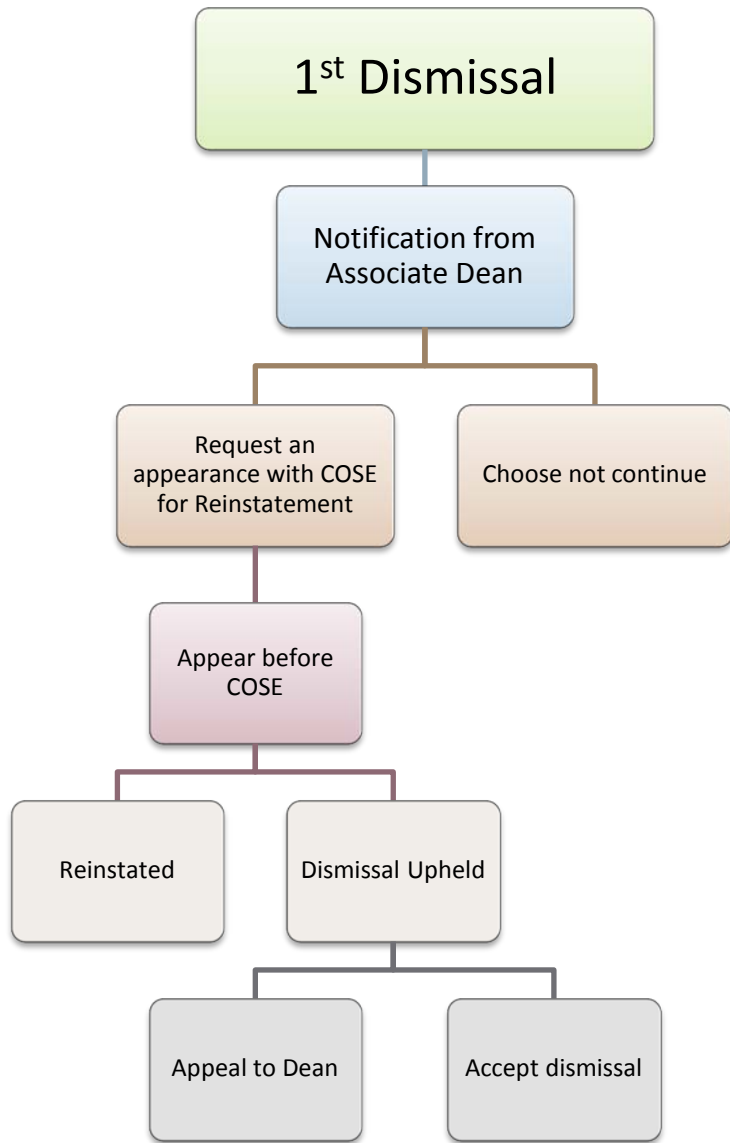 1st Dismissal
Notification from
Associate Dean
Request an
appearance with COSE
for Reinstatement
Choose not continue
Appear before
COSE
Reinstated
Dismissal Upheld
Appeal to Dean
Accept dismissal